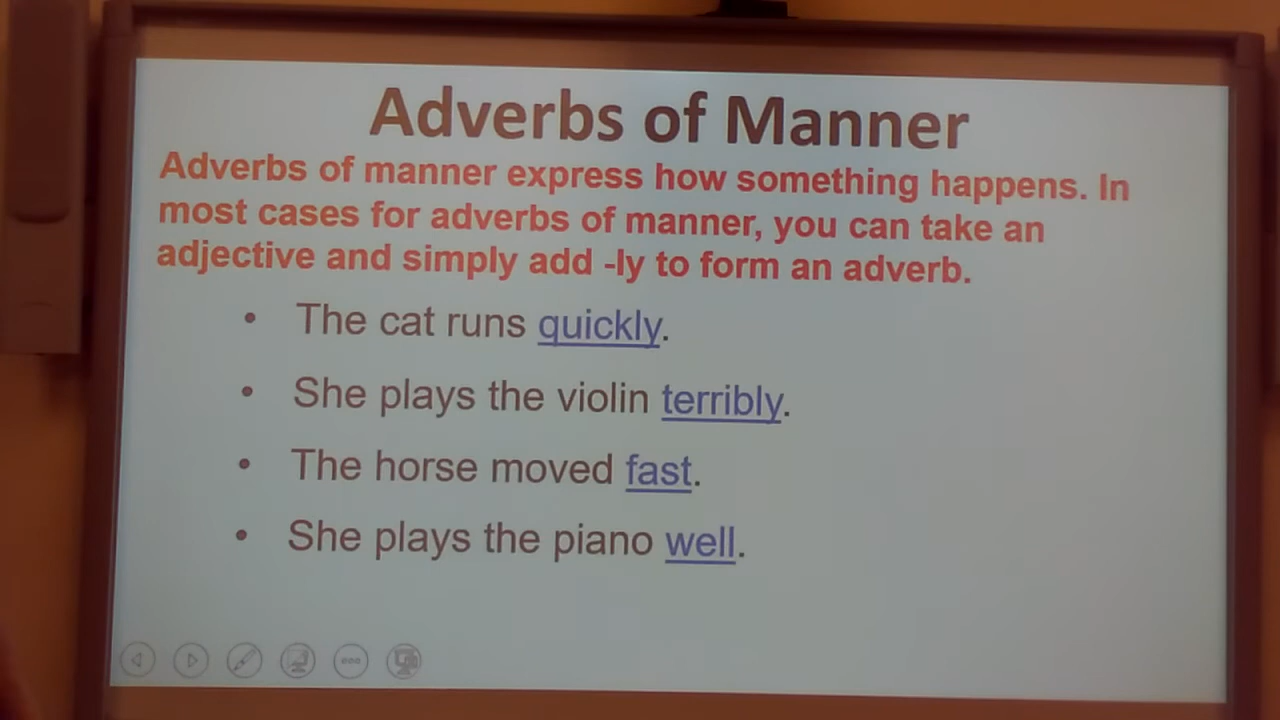 Adverbs of Manner
Adverbs of manner express how something happens. In
most cases for adverbs of manner, you can take an
adjective and simply add -ly to form an adverb.
• The cat runs quickly.
• She plays the violin terribly.
• The horse moved fast.
• She plays the piano well.